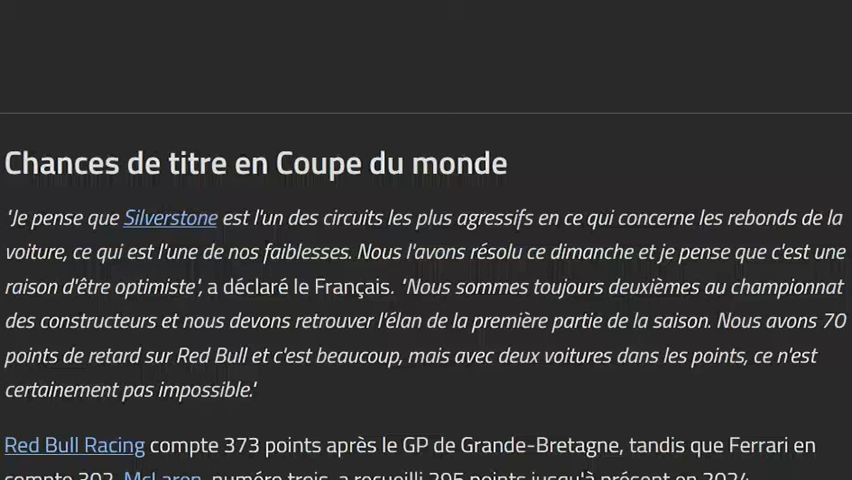 Chances de titre en Coupe du monde
"Je pense que Silverstone est l'un des circuits les plus agressifs en ce qui concerne les rebonds de la
voiture, ce qui est l'une de nos faiblesses. Nous l'avons résolu ce dimanche et je pense que c'est une
raison d'être optimiste", a déclaré le Français. "Nous sommes toujours deuxièmes au championnat
des constructeurs et nous devons retrouver l'élan de la première partie de la saison. Nous avons 70
points de retard sur Red Bull et c'est beaucoup, mais avec deux voitures dans les points, ce n'est
certainement pas impossible."
Red Bull Racing compte 373 points après le GP de Grande-Bretagne, tandis que Ferrari en
compte 302. McLaren, numéro trois, a recueilli 295 points jusqu'à présent en 2024.